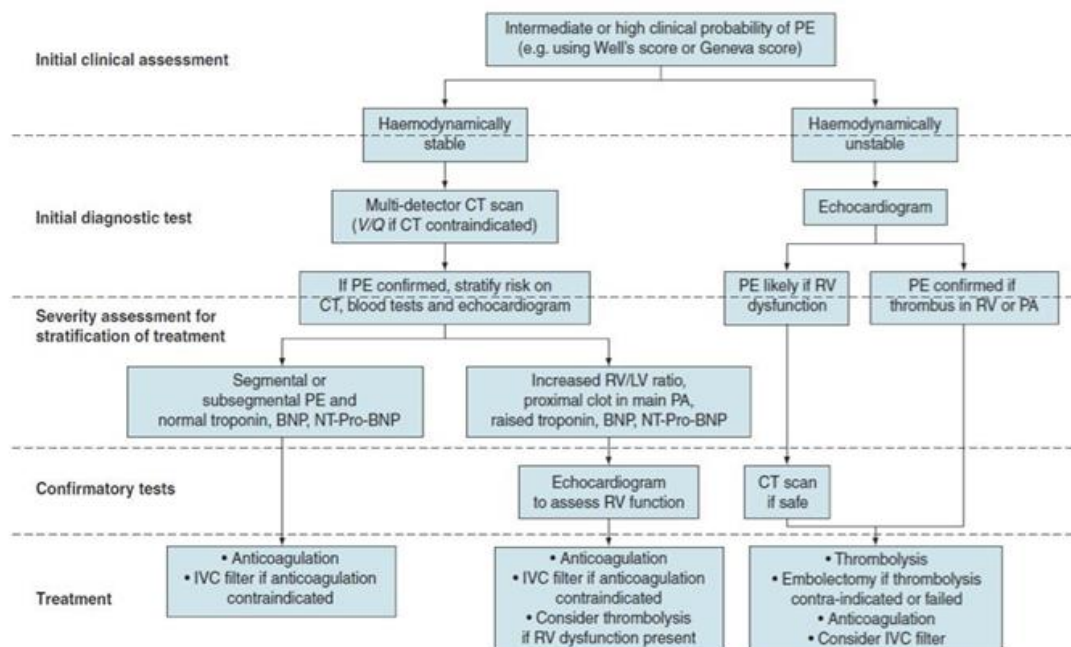 Intermediate or high clinical probability of PE
(e.g. using Well's score or Geneva score)
Initial clinical assessment
Haemodynamically
stable
Haemodynamically
unstable
Multi-detector CT scan
(V/Q if CT contraindicated)
Echocardiogram
Initial diagnostic test
If PE confirmed, stratify risk on
CT, blood tests and echocardiogram
PE likely if RV
dysfunction
PE confirmed if
thrombus in RV or PA
Severity assessment for
stratification of treatment
Segmental or
subsegmental PE and
normal troponin, BNP, NT-Pro-BNP
Increased RV/LV ratio,
proximal clot in main PA,
raised troponin, BNP, NT-Pro-BNP
Confirmatory tests
Echocardiogram
to assess RV function
CT scan
if safe
Treatment
• Anticoagulation
• IVC filter if anticoagulation
contraindicated
• Anticoagulation
• IVC filter if anticoagulation
contraindicated
• Consider thrombolysis
if RV dysfunction present
• Thrombolysis
• Embolectomy if thrombolysis
contra-indicated or failed
• Anticoagulation
• Consider IVC filter